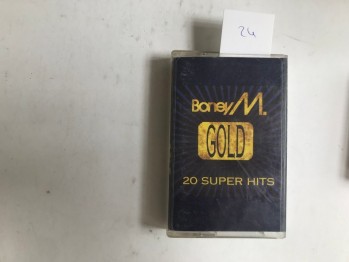 24
Boney M.
GOLD
20 SUPER HITS